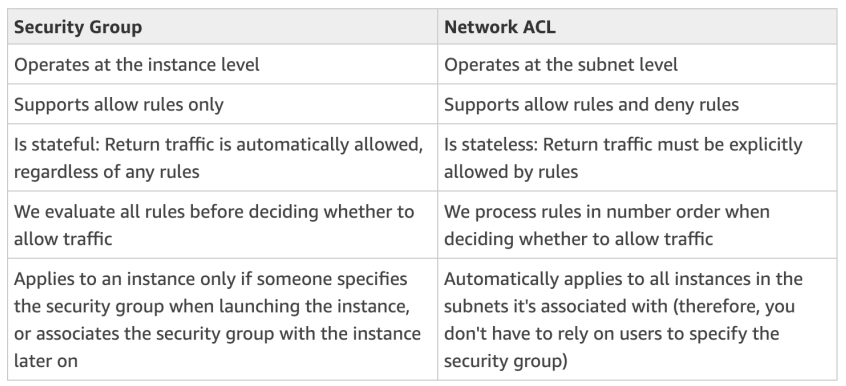 Security Group
Network ACL
Operates at the instance level
Operates at the subnet level
Supports allow rules only
Supports allow rules and deny rules
Is stateful: Return traffic is automatically allowed,
regardless of any rules
Is stateless: Return traffic must be explicitly
allowed by rules
We evaluate all rules before deciding whether to
allow traffic
We process rules in number order when
deciding whether to allow traffic
Applies to an instance only if someone specifies
the security group when launching the instance,
or associates the security group with the instance
later on
Automatically applies to all instances in the
subnets it's associated with (therefore, you
don't have to rely on users to specify the
security group)